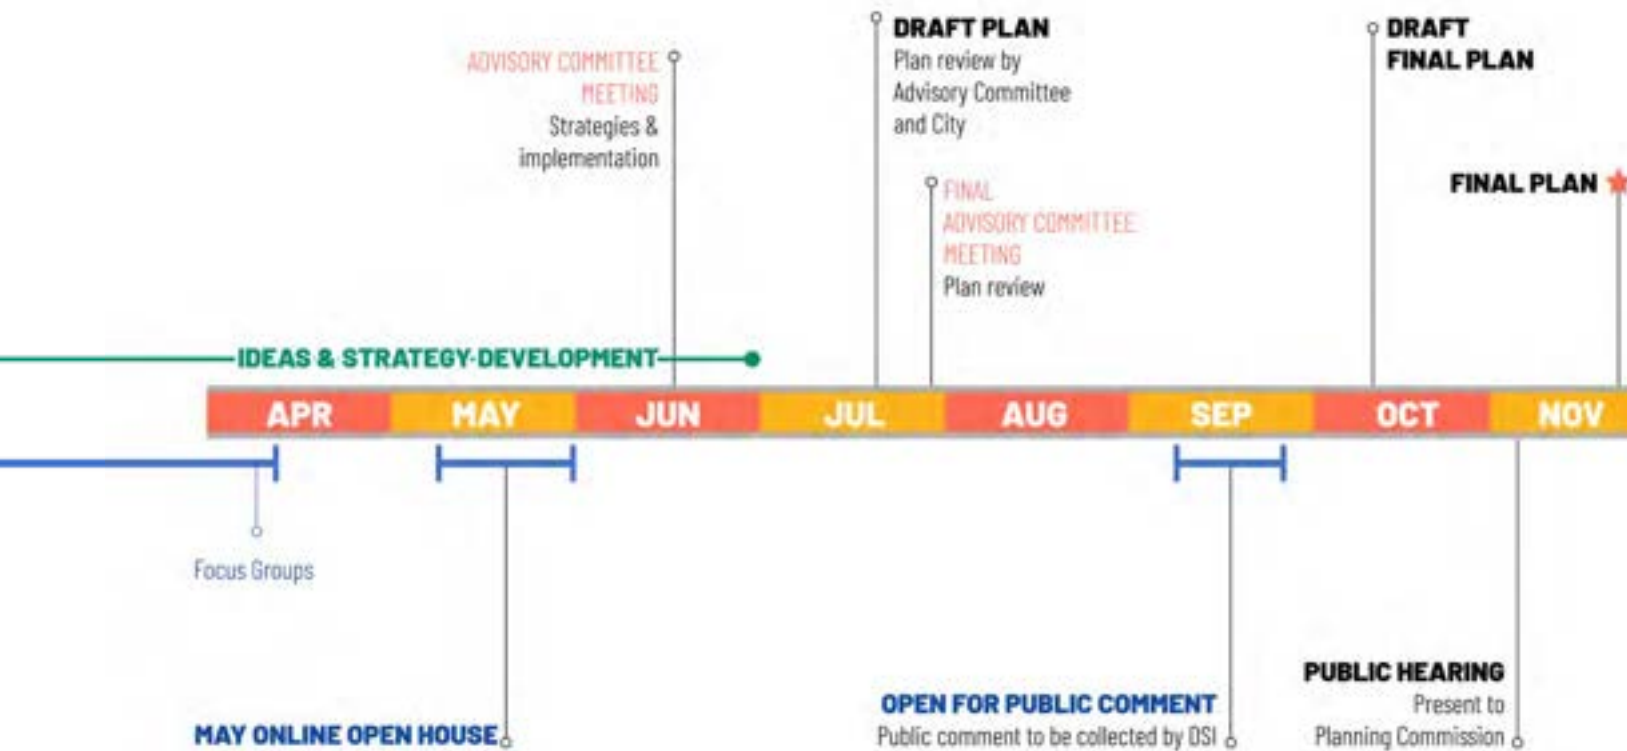 ADVISORY COMMITTEE
MEETING
Strategies &
implementation
DRAFT PLAN
Plan review by
Advisory Committee
and City
FINAL
ADVISORY COMMITTEE
MEETING
Plan review
DRAFT
FINAL PLAN
FINAL PLAN
IDEAS & STRATEGY DEVELOPMENT
APR MAY JUN JUL AUG SEP OCT NOV
Focus Groups
MAY ONLINE OPEN HOUSE
OPEN FOR PUBLIC COMMENT
Public comment to be collected by DSI
PUBLIC HEARING
Present to
Planning Commission